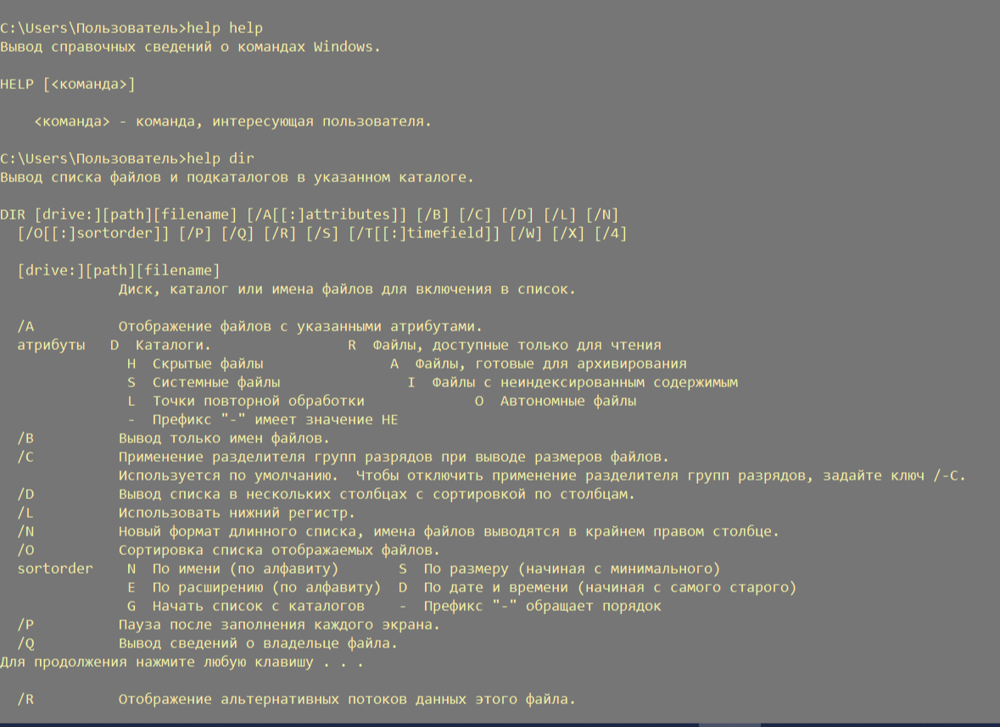 C:\Users\Пользователь>help help
Вывод справочных сведений о командах Windows.

HELP [<команда>]

    <команда> - команда, интересующая пользователя.

C:\Users\Пользователь>help dir
Вывод списка файлов и подкаталогов в указанном каталоге.

DIR [drive:][path][filename] [/A[[:]attributes]] [/B] [/C] [/D] [/L] [/N]
  [/O[[:]sortorder]] [/P] [/Q] [/R] [/S] [/T[[:]timefield]] [/W] [/X] [/4]

  [drive:][path][filename]
              Диск, каталог или имена файлов для включения в список.

  /A          Отображение файлов с указанными атрибутами.
  атрибуты   D  Каталоги.                R  Файлы, доступные только для чтения
               H  Скрытые файлы               A  Файлы, готовые для архивирования
               S  Системные файлы               I  Файлы с неиндексированным содержимым
               L  Точки повторной обработки             O  Автономные файлы
               -  Префикс "-" имеет значение НЕ
  /B          Вывод только имен файлов.
  /C          Применение разделителя групп разрядов при выводе размеров файлов.
              Используется по умолчанию.  Чтобы отключить применение разделителя групп разрядов, задайте ключ /-C.
  /D          Вывод списка в нескольких столбцах с сортировкой по столбцам.
  /L          Использовать нижний регистр.
  /N          Новый формат длинного списка, имена файлов выводятся в крайнем правом столбце.
  /O          Сортировка списка отображаемых файлов.
  sortorder    N  По имени (по алфавиту)       S  По размеру (начиная с минимального)
               E  По расширению (по алфавиту)  D  По дате и времени (начиная с самого старого)
               G  Начать список с каталогов    -  Префикс "-" обращает порядок
  /P          Пауза после заполнения каждого экрана.
  /Q          Вывод сведений о владельце файла.
Для продолжения нажмите любую клавишу . . .

  /R          Отображение альтернативных потоков данных этого файла.